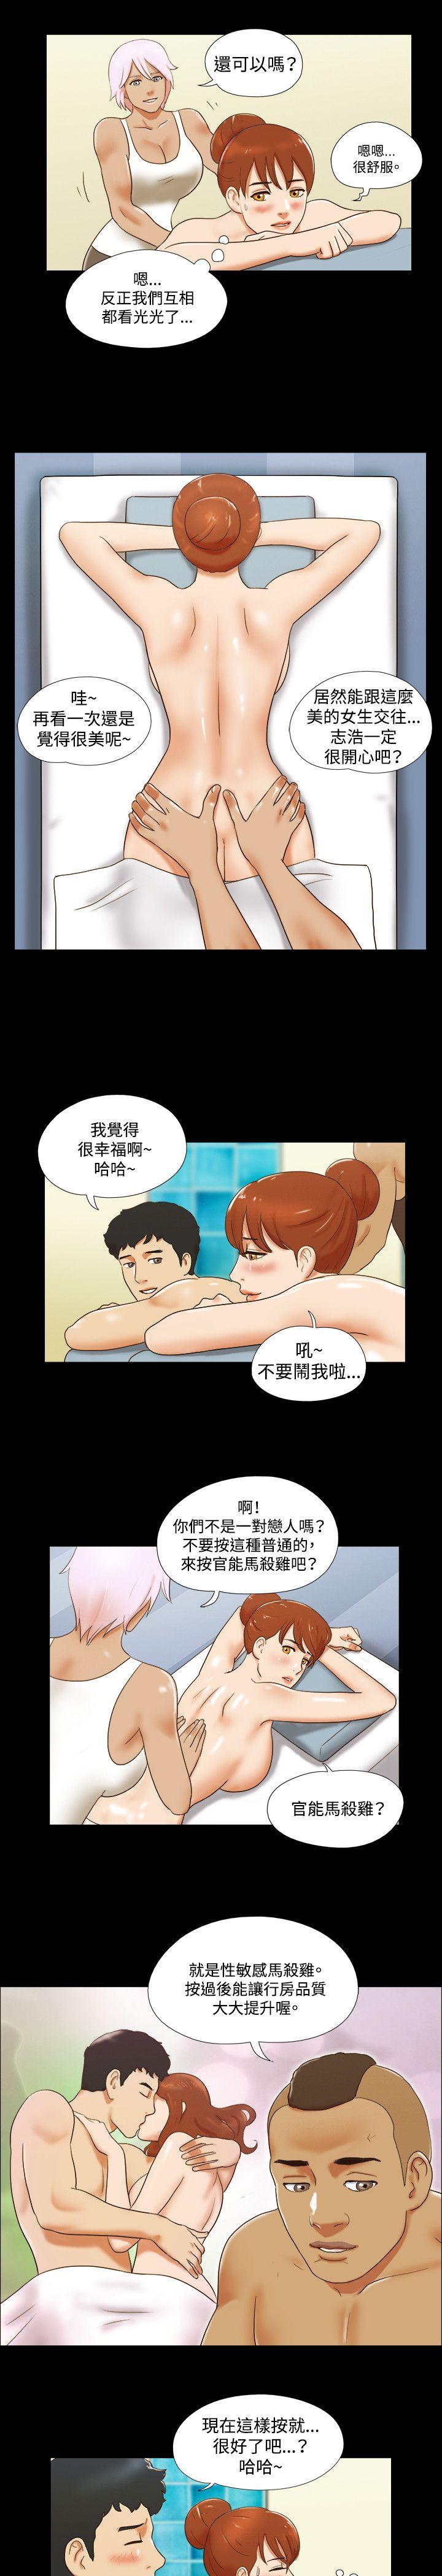 還可以嗎？
嗯嗯...
很舒服。
嗯...
反正我們互相
都看光光了...
哇~
再看一次還是
覺得很美呢~
居然能跟這麼
美的女生交往...
志浩一定
很開心吧？
我覺得
很幸福啊~
哈哈~
吼~
不要鬧我啦...
啊！
你們不是一對戀人嗎？
不要按這種普通的，
來按官能馬殺雞吧？
官能馬殺雞？
就是性敏感馬殺雞。
按過後能讓行房品質
大大提升喔。
現在這樣按就...
很好了吧...？
哈哈~